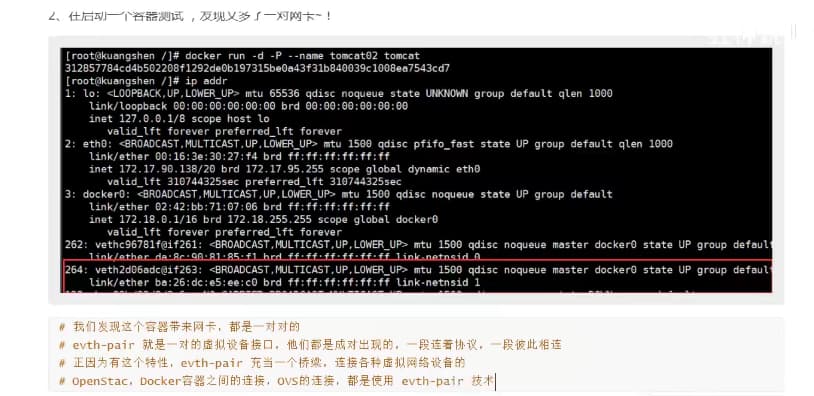 2、在启动一个容器测试，发现又多了一对网卡~！
[root@kuangshen /]# docker run -d -P --name tomcat02 tomcat
312857784cd4b502208f1292de0b197315be0a43f31b840039c1008ea7543cd7
[root@kuangshen /]# ip addr
1: lo: <LOOPBACK,UP,LOWER_UP> mtu 65536 qdisc noqueue state UNKNOWN group default qlen 1000
link/loopback 00:00:00:00:00:00 brd 00:00:00:00:00:00
inet 127.0.0.1/8 scope host lo
valid_lft forever preferred_lft forever
2: eth0: <BROADCAST,MULTICAST,UP,LOWER_UP> mtu 1500 qdisc pfifo_fast state UP group default qlen 1000
link/ether 00:16:3e:30:27:f4 brd ff:ff:ff:ff:ff:ff
inet 172.17.90.138/20 brd 172.17.95.255 scope global dynamic eth0
valid_lft 310744325sec preferred_lft 310744325sec
3: docker0: <BROADCAST,MULTICAST,UP,LOWER_UP> mtu 1500 qdisc noqueue state UP group default
link/ether 02:42:bb:71:07:06 brd ff:ff:ff:ff:ff:ff
inet 172.18.0.1/16 brd 172.18.255.255 scope global docker0
valid_lft forever preferred_lft forever
262: vethc96781f@if261: <BROADCAST,MULTICAST,UP,LOWER_UP> mtu 1500 qdisc noqueue master docker0 state UP group default
link/ether da:8c:90:81:85:f1 brd ff:ff:ff:ff:ff:ff link-netnsid 0
264: veth2d06adc@if263: <BROADCAST,MULTICAST,UP,LOWER_UP> mtu 1500 qdisc noqueue master docker0 state UP group default
link/ether ba:26:dc:e5:ee:c0 brd ff:ff:ff:ff:ff:ff link-netnsid 1
# 我们发现这个容器带来网卡，都是一对对的
# evth-pair 就是一对的虚拟设备接口，他们都是成对出现的，一段连着协议，一段彼此相连
# 正因为有这个特性，evth-pair 充当一个桥梁，连接各种虚拟网络设备的
# OpenStac，Docker容器之间的连接，OVS的连接，都是使用 evth-pair 技术